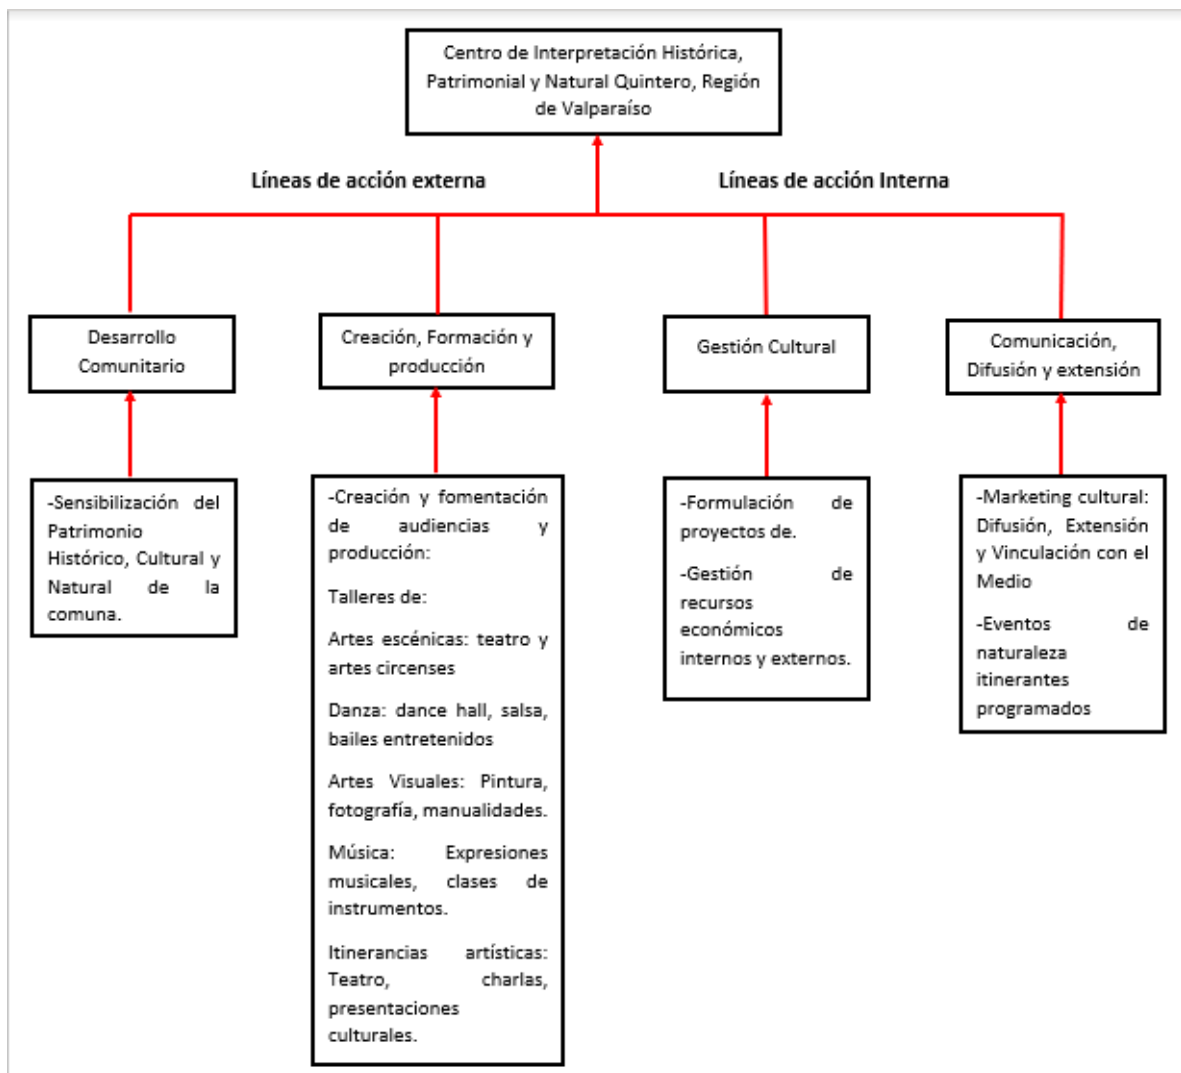 Centro de Interpretación Histórica,
Patrimonial y Natural Quintero, Región
de Valparaíso
Líneas de acción externa
Líneas de acción Interna
Desarrollo
Comunitario
Creación, Formación y
producción
Gestión Cultural
Comunicación,
Difusión y extensión
-Sensibilización del
Patrimonio
Histórico, Cultural y
Natural de la
comuna.
-Creación y fomentación
de audiencias y
producción:
Talleres de:
Artes escénicas: teatro y
artes circenses
Danza: dance hall, salsa,
bailes entretenidos
Artes Visuales: Pintura,
fotografía, manualidades.
Música: Expresiones
musicales, clases de
instrumentos.
Itinerancias artísticas:
Teatro, charlas,
presentaciones
culturales.
-Formulación de
proyectos de.
-Gestión de
recursos
económicos
internos y externos.
-Marketing cultural:
Difusión, Extensión
y Vinculación con el
Medio
-Eventos de
naturaleza
itinerantes
programados